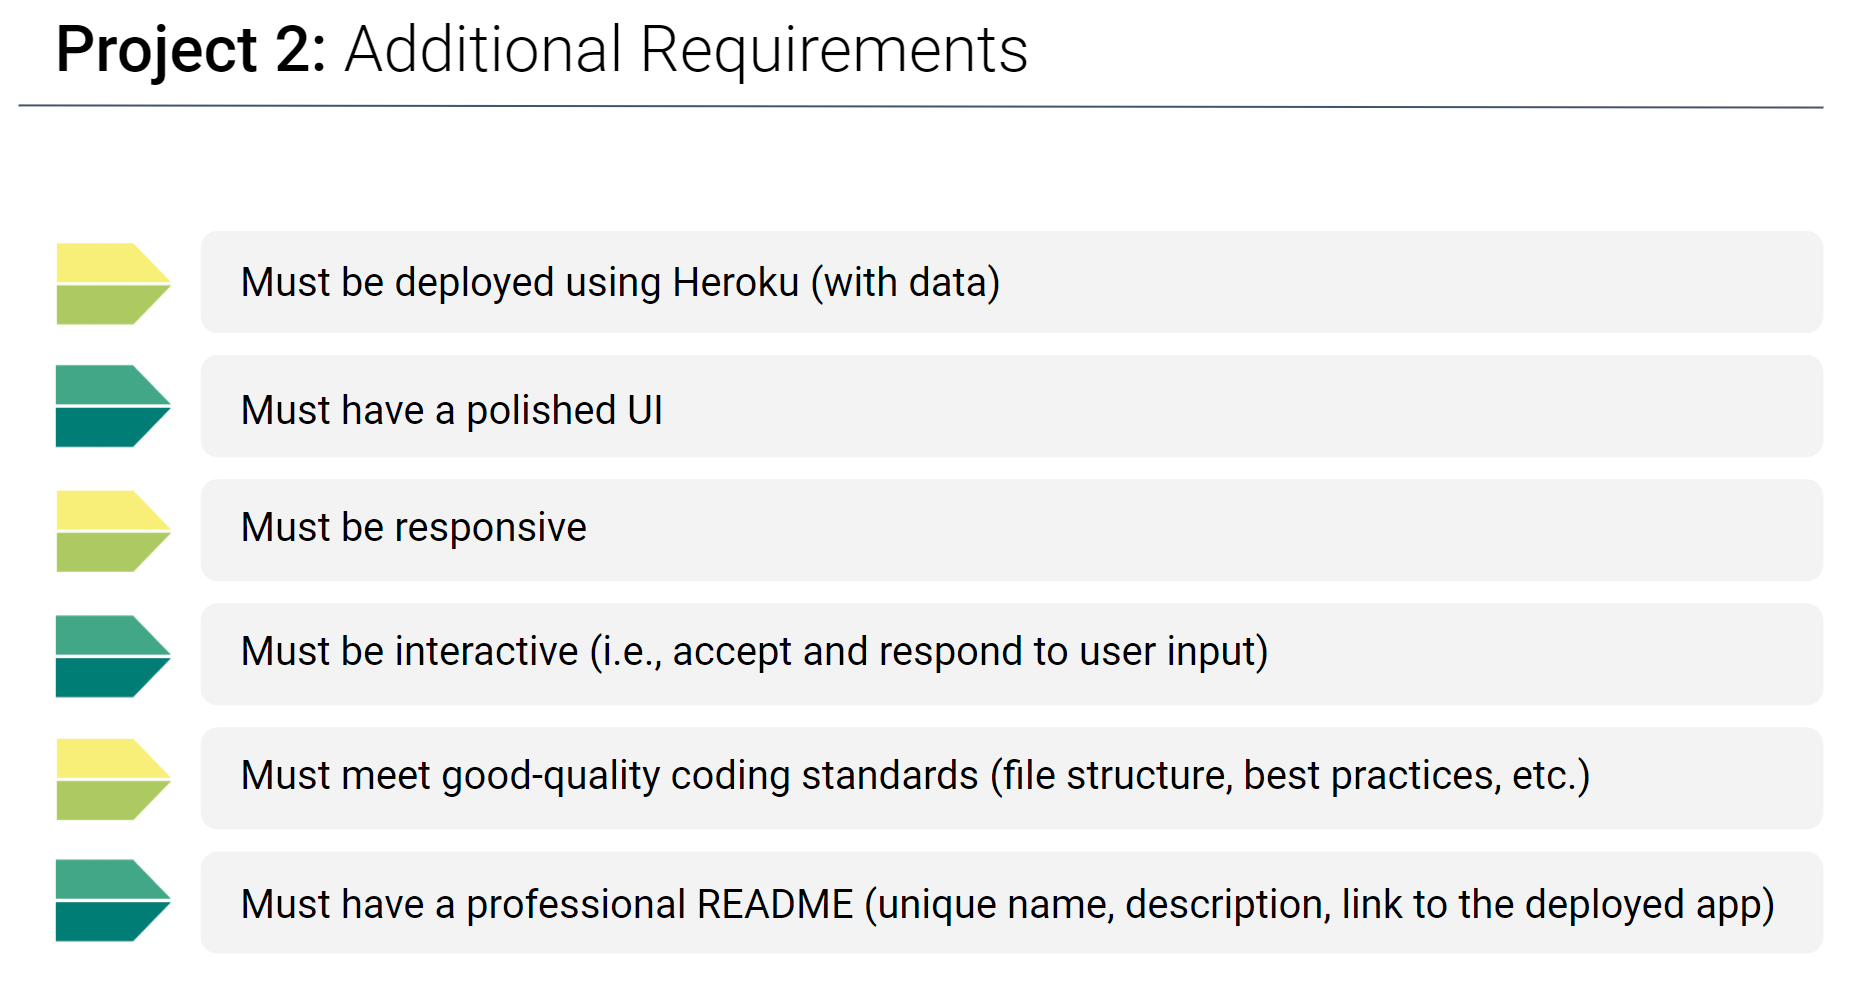 Project 2: Additional Requirements
Must be deployed using Heroku (with data)
Must have a polished UI
Must be responsive
Must be interactive (i.e., accept and respond to user input)
Must meet good-quality coding standards (file structure, best practices, etc.)
Must have a professional README (unique name, description, link to the deployed app)